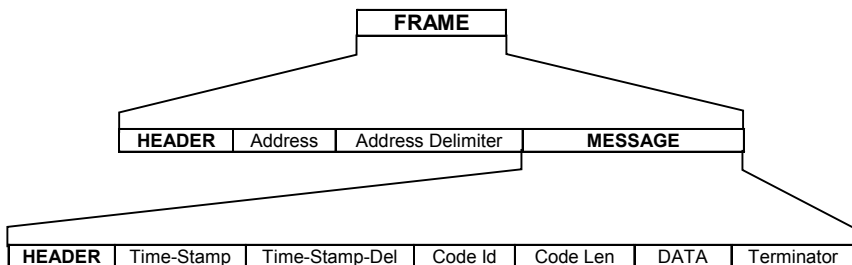 FRAME
HEADER Address Address Delimiter MESSAGE
HEADER Time-Stamp Time-Stamp-Del Code Id Code Len DATA Terminator